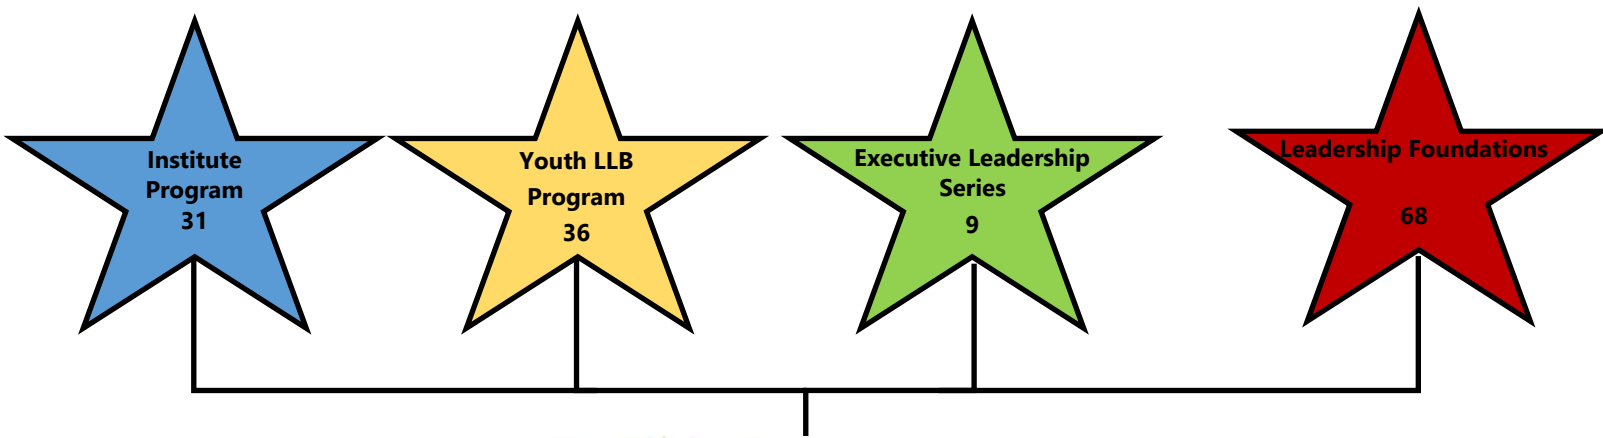 Institute
Program
31
Youth LLB
Program
36
Executive Leadership
Series
9
Leadership Foundations
68